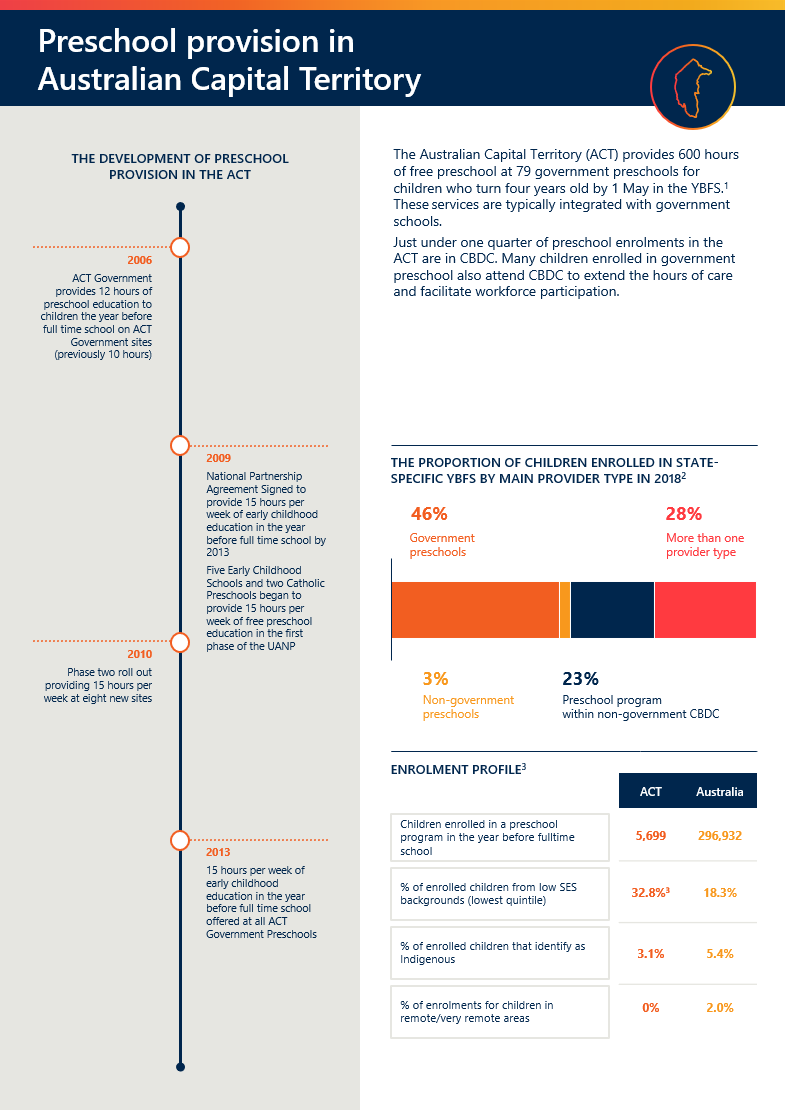 Preschool provision in
Australian Capital Territory
THE DEVELOPMENT OF PRESCHOOL
PROVISION IN THE ACT
2006
ACT Government
provides 12 hours of
preschool education to
children the year before
full time school on ACT
Government sites
(previously 10 hours)
2009
National Partnership
Agreement Signed to
provide 15 hours per
week of early childhood
education in the year
before full time school by
2013
Five Early Childhood
Schools and two Catholic
Preschools began to
provide 15 hours per
week of free preschool
education in the first
phase of the UANP
2010
Phase two roll out
providing 15 hours per
week at eight new sites
2013
15 hours per week of
early childhood
education in the year
before full time school
offered at all ACT
Government Preschools
The Australian Capital Territory (ACT) provides 600 hours
of free preschool at 79 government preschools for
children who turn four years old by 1 May in the YBFS.¹
These services are typically integrated with government
schools.
Just under one quarter of preschool enrolments in the
ACT are in CBDC. Many children enrolled in government
preschool also attend CBDC to extend the hours of care
and facilitate workforce participation.
THE PROPORTION OF CHILDREN ENROLLED IN STATE-
SPECIFIC YBFS BY MAIN PROVIDER TYPE IN 2018²
46%
Government
preschools
28%
More than one
provider type
3%
Non-government
preschools
23%
Preschool program
within non-government CBDC
ENROLMENT PROFILE³
ACT Australia
Children enrolled in a preschool
program in the year before fulltime
school
5,699 296,932
% of enrolled children from low SES
backgrounds (lowest quintile)
32.8%³ 18.3%
% of enrolled children that identify as
Indigenous
3.1% 5.4%
% of enrolments for children in
remote/very remote areas
0% 2.0%